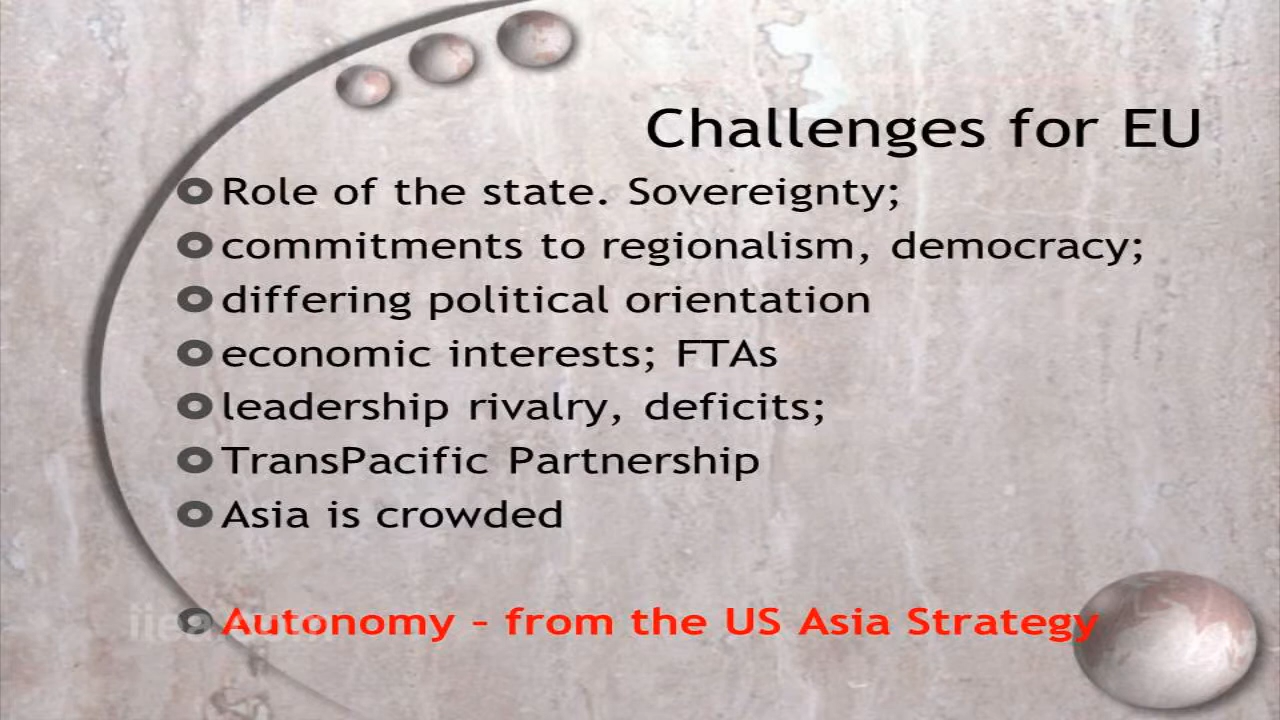 Challenges for EU
Role of the state. Sovereignty;
commitments to regionalism, democracy;
differing political orientation
economic interests; FTAs
leadership rivalry, deficits;
TransPacific Partnership
Asia is crowded
Autonomy - from the US Asia Strategy